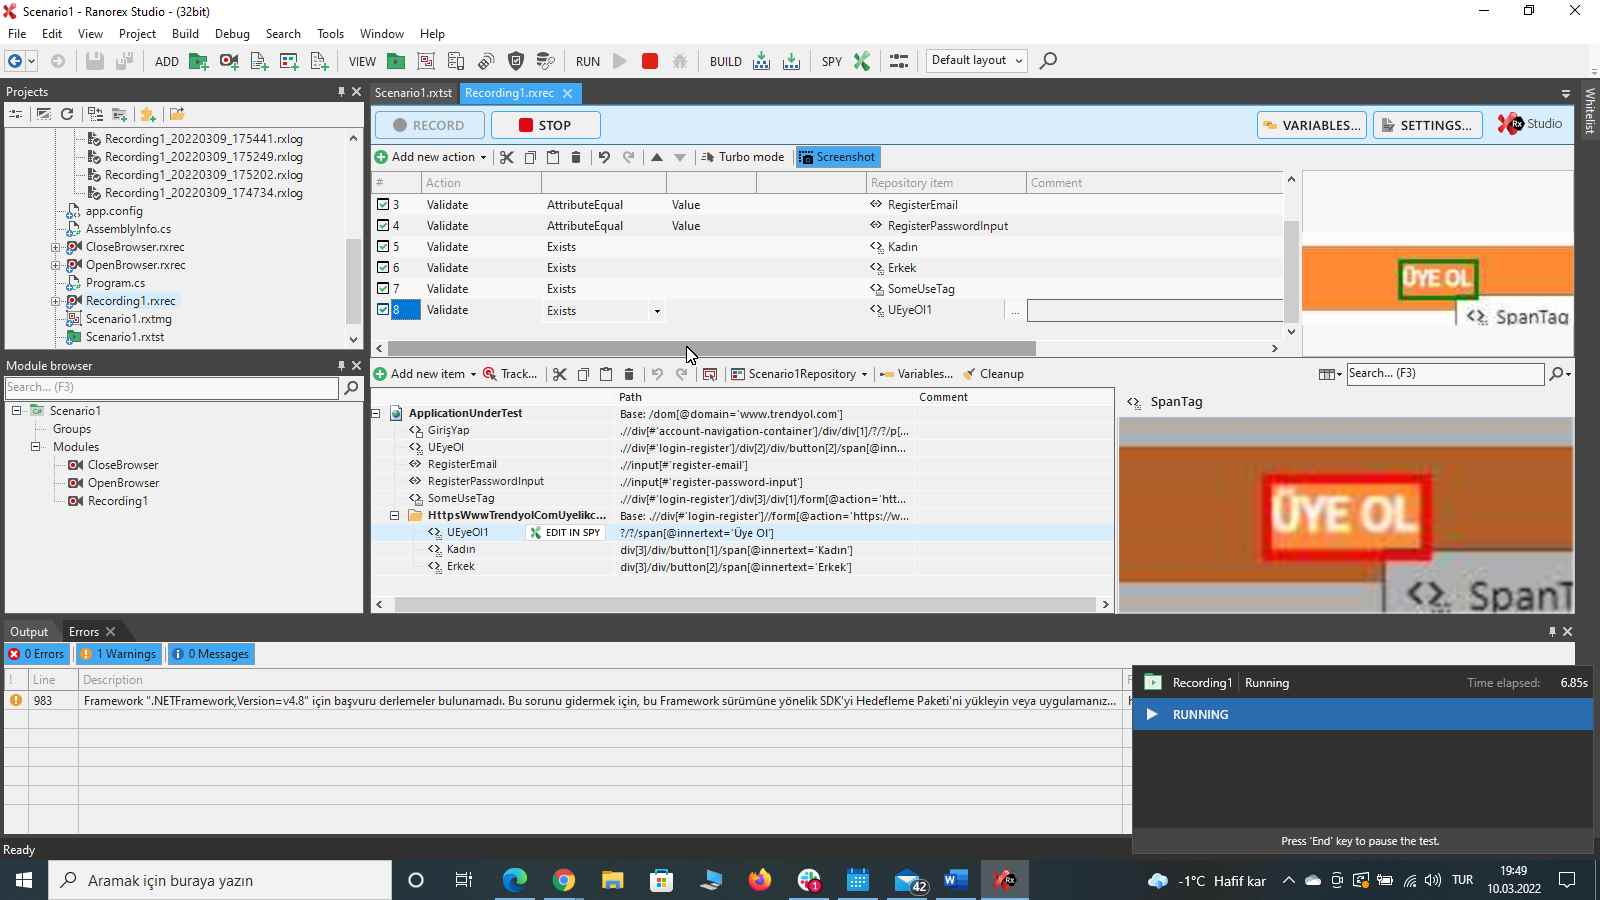 Scenario1 - Ranorex Studio - (32bit)
File Edit View Project Build Debug Search Tools Window Help
ADD VIEW RUN BUILD SPY Default layout
Projects
Recording1_20220309_175441.rxlog
Recording1_20220309_175249.rxlog
Recording1_20220309_175202.rxlog
Recording1_20220309_174734.rxlog
app.config
AssemblyInfo.cs
CloseBrowser.rxrec
OpenBrowser.rxrec
Program.cs
Recording1.rxrec
Scenario1.rxtmg
Scenario1.rxtst
Module browser
Search... (F3)
Scenario1
Groups
Modules
CloseBrowser
OpenBrowser
Recording1
Scenario1.rxtst Recording1.rxrec
RECORD STOP VARIABLES... SETTINGS... Rx Studio
Whitelist
Add new action Turbo mode Screenshot
# Action Repository item Comment
3 Validate AttributeEqual Value RegisterEmail
4 Validate AttributeEqual Value RegisterPasswordInput
5 Validate Exists Kadın
6 Validate Exists Erkek
7 Validate Exists SomeUseTag
8 Validate Exists UEyeOl1 ...
ÜYE OL
SpanTag
Add new item Track... Scenario1Repository Variables... Cleanup Search... (F3)
Path Comment
ApplicationUnderTest Base: /dom[@domain='www.trendyol.com']
GirişYap .//div[#'account-navigation-container']/div/div[1]/?/?/p[...
UEyeOl .//div[#'login-register']/div[2]/div/button[2]/span[@inn...
RegisterEmail .//input[#'register-email']
RegisterPasswordInput .//input[#'register-password-input']
SomeUseTag .//div[#'login-register']/div[3]/div[1]/form[@action='htt...
HttpsWwwTrendyolComUyelikc... Base: .//div[#'login-register']//form[@action='https://w...
UEyeOl1 EDIT IN SPY ?/?/span[@innertext='Üye Ol']
Kadın div[3]/div/button[1]/span[@innertext='Kadın']
Erkek div[3]/div/button[2]/span[@innertext='Erkek']
SpanTag
ÜYE OL
SpanT
Output Errors
0 Errors 1 Warnings 0 Messages
! Line Description
983 Framework ".NETFramework,Version=v4.8" için başvuru derlemeler bulunamadı. Bu sorunu gidermek için, bu Framework sürümüne yönelik SDK'yi Hedefleme Paketi'ni yükleyin veya uygulamanız...
Recording1 Running Time elapsed: 6.85s
RUNNING
Press 'End' key to pause the test.
Ready
Aramak için buraya yazın
1
42
-1°C Hafif kar TUR 19:49
10.03.2022